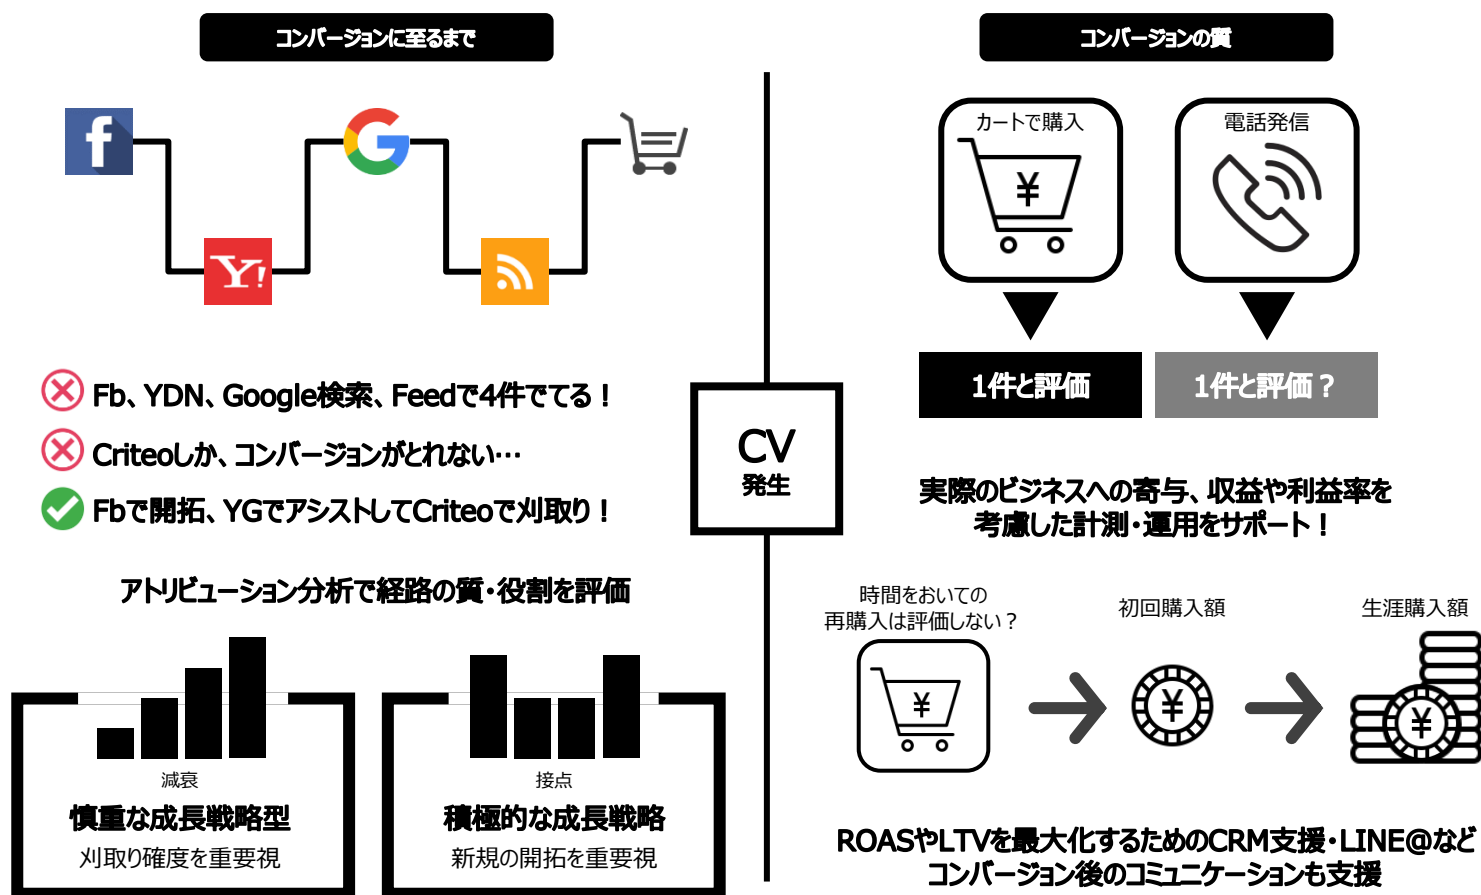 コンバージョンに至るまで
Fb、YDN、Google検索、Feedで4件でてる！
Criteoしか、コンバージョンがとれない…
Fbで開拓、YGでアシストしてCriteoで刈取り！
アトリビューション分析で経路の質・役割を評価
減衰
慎重な成長戦略型
刈取り確度を重要視
接点
積極的な成長戦略
新規の開拓を重要視
CV
発生
コンバージョンの質
カートで購入
¥
1件と評価
電話発信
1件と評価？
実際のビジネスへの寄与、収益や利益率を
考慮した計測・運用をサポート！
時間をおいての
再購入は評価しない？
¥
初回購入額
¥
生涯購入額
¥
ROASやLTVを最大化するためのCRM支援・LINE@など
コンバージョン後のコミュニケーションも支援